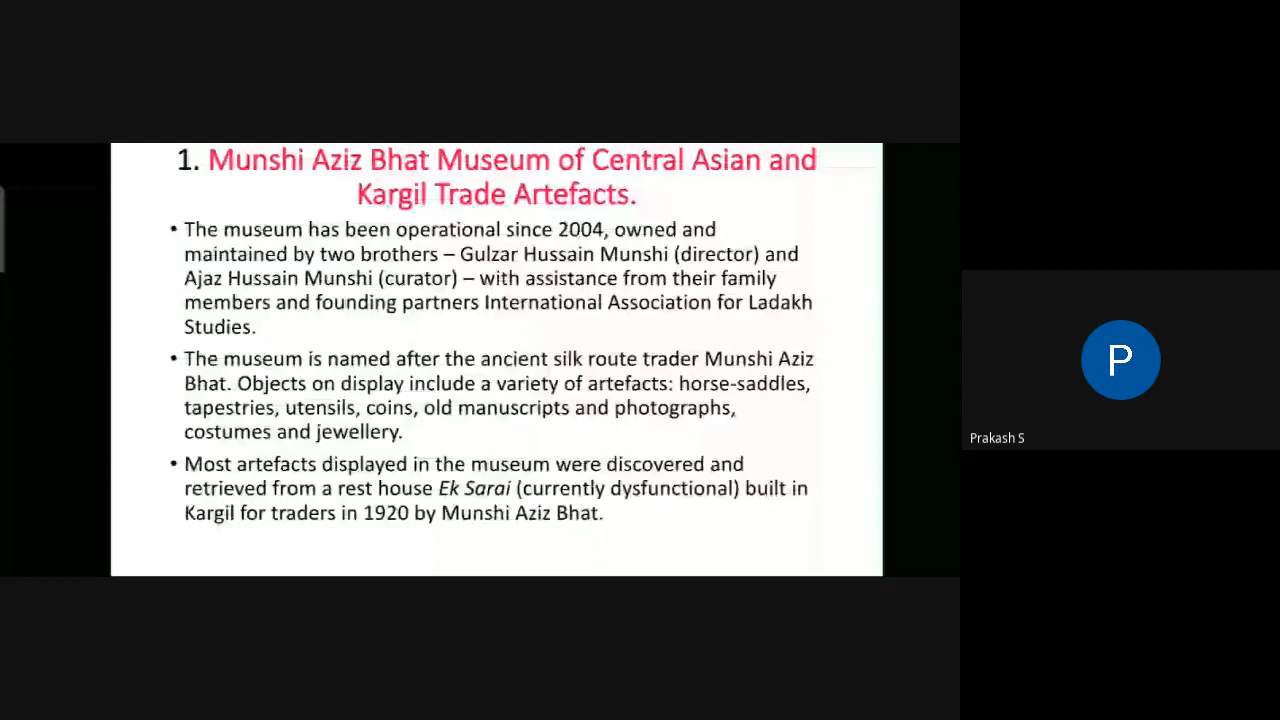 1. Munshi Aziz Bhat Museum of Central Asian and
Kargil Trade Artefacts.
• The museum has been operational since 2004, owned and
maintained by two brothers – Gulzar Hussain Munshi (director) and
Ajaz Hussain Munshi (curator) – with assistance from their family
members and founding partners International Association for Ladakh
Studies.
• The museum is named after the ancient silk route trader Munshi Aziz
Bhat. Objects on display include a variety of artefacts: horse-saddles,
tapestries, utensils, coins, old manuscripts and photographs,
costumes and jewellery.
• Most artefacts displayed in the museum were discovered and
retrieved from a rest house Ek Sarai (currently dysfunctional) built in
Kargil for traders in 1920 by Munshi Aziz Bhat.
P
Prakash S